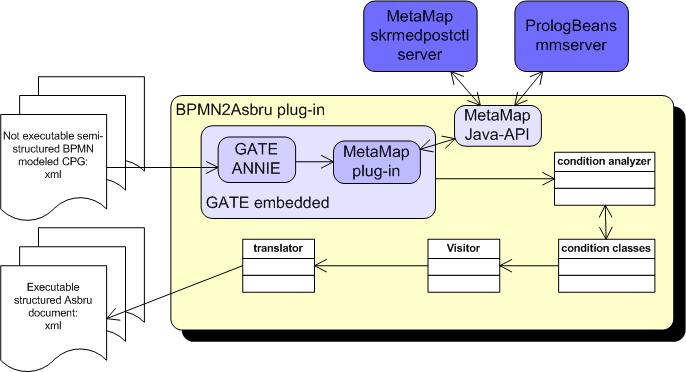 MetaMap
skrmedpostctl
server
PrologBeans
mmserver
BPMN2Asbru plug-in
MetaMap
Java-API
Not executable semi-
structured BPMN
modeled CPG:
xml
GATE
ANNIE
MetaMap
plug-in
GATE embedded
condition analyzer
translator
Visitor
condition classes
Executable
structured Asbru
document:
xml